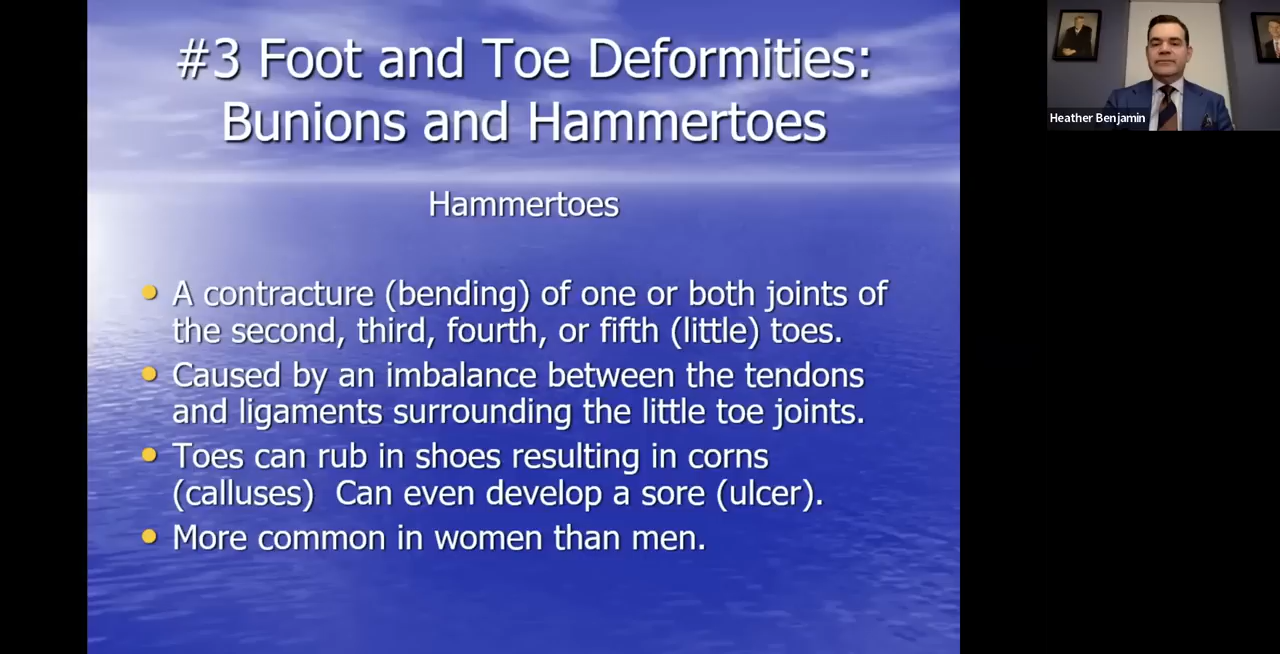 #3 Foot and Toe Deformities:
Bunions and Hammertoes
Hammertoes
• A contracture (bending) of one or both joints of
the second, third, fourth, or fifth (little) toes.
• Caused by an imbalance between the tendons
and ligaments surrounding the little toe joints.
• Toes can rub in shoes resulting in corns
(calluses)  Can even develop a sore (ulcer).
• More common in women than men.
Heather Benjamin